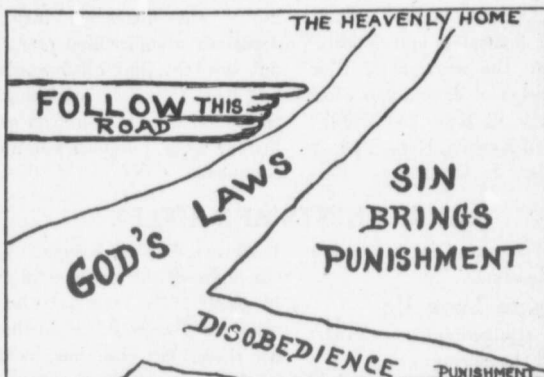 THE HEAVENLY HOME
FOLLOW THIS
ROAD
GOD'S LAWS
SIN
BRINGS
PUNISHMENT
DISOBEDIENCE
PUNISHMENT